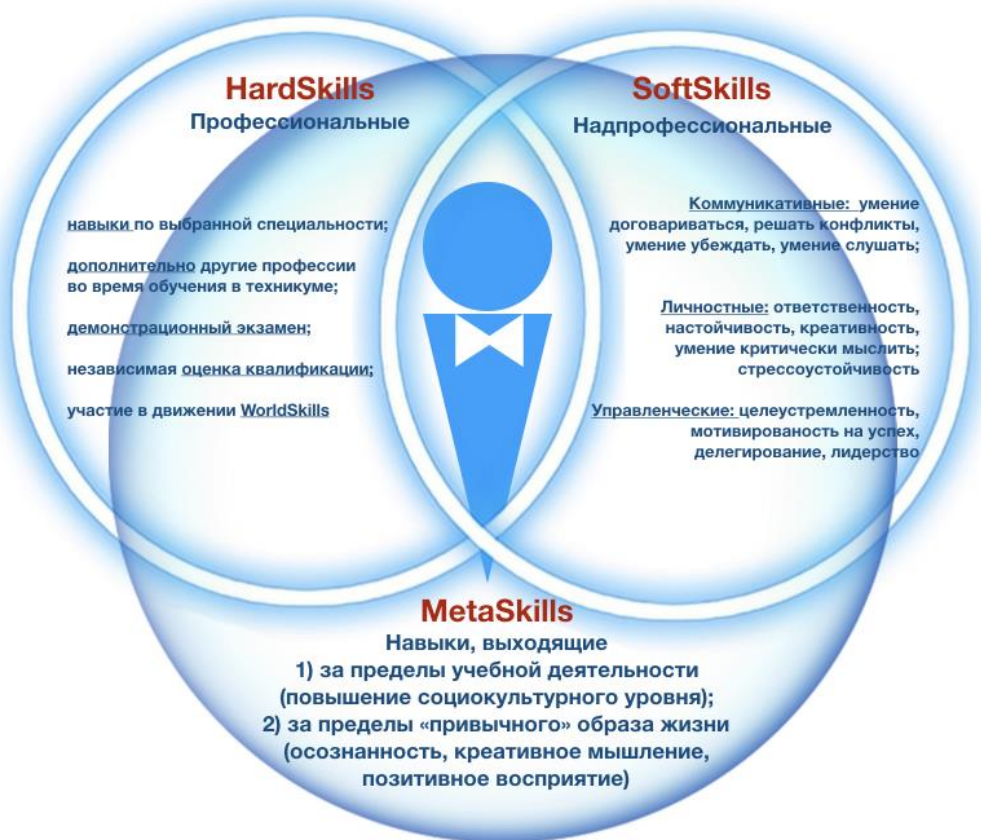 HardSkills
Профессиональные
навыки по выбранной специальности;
дополнительно другие профессии
во время обучения в техникуме;
демонстрационный экзамен;
независимая оценка квалификации;
участие в движении WorldSkills
SoftSkills
Надпрофессиональные
Коммуникативные: умение
договариваться, решать конфликты,
умение убеждать, умение слушать;
Личностные: ответственность,
настойчивость, креативность,
умение критически мыслить;
стрессоустойчивость
Управленческие: целеустремленность,
мотивированость на успех,
делегирование, лидерство
MetaSkills
Навыки, выходящие
1) за пределы учебной деятельности
(повышение социокультурного уровня);
2) за пределы «привычного» образа жизни
(осознанность, креативное мышление,
позитивное восприятие)